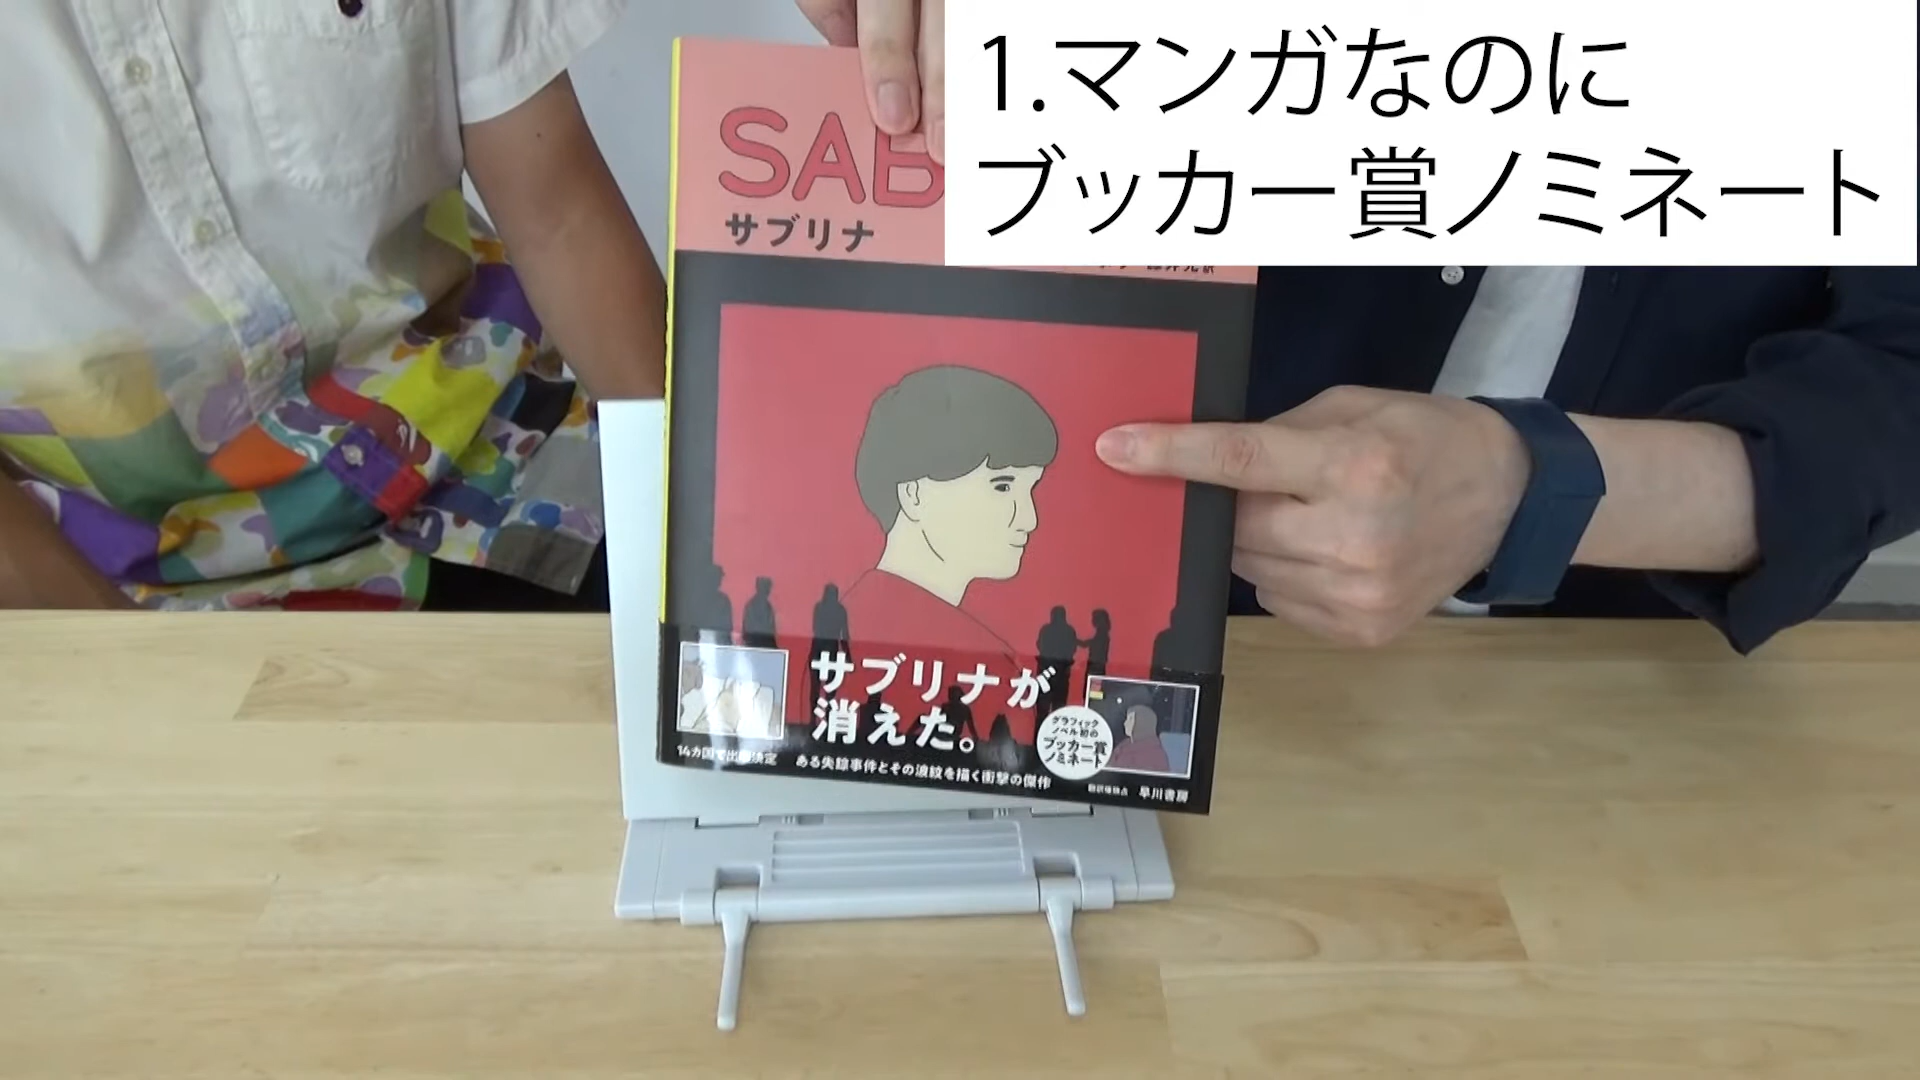 1.マンガなのに
ブッカー賞ノミネート
SAB
サブリナ
サブリナが
消えた。
グラフィック
ノベル初の
ブッカー賞
ノミネート
14カ国で出版決定
ある失踪事件とその波紋を描く衝撃の傑作
早川書房